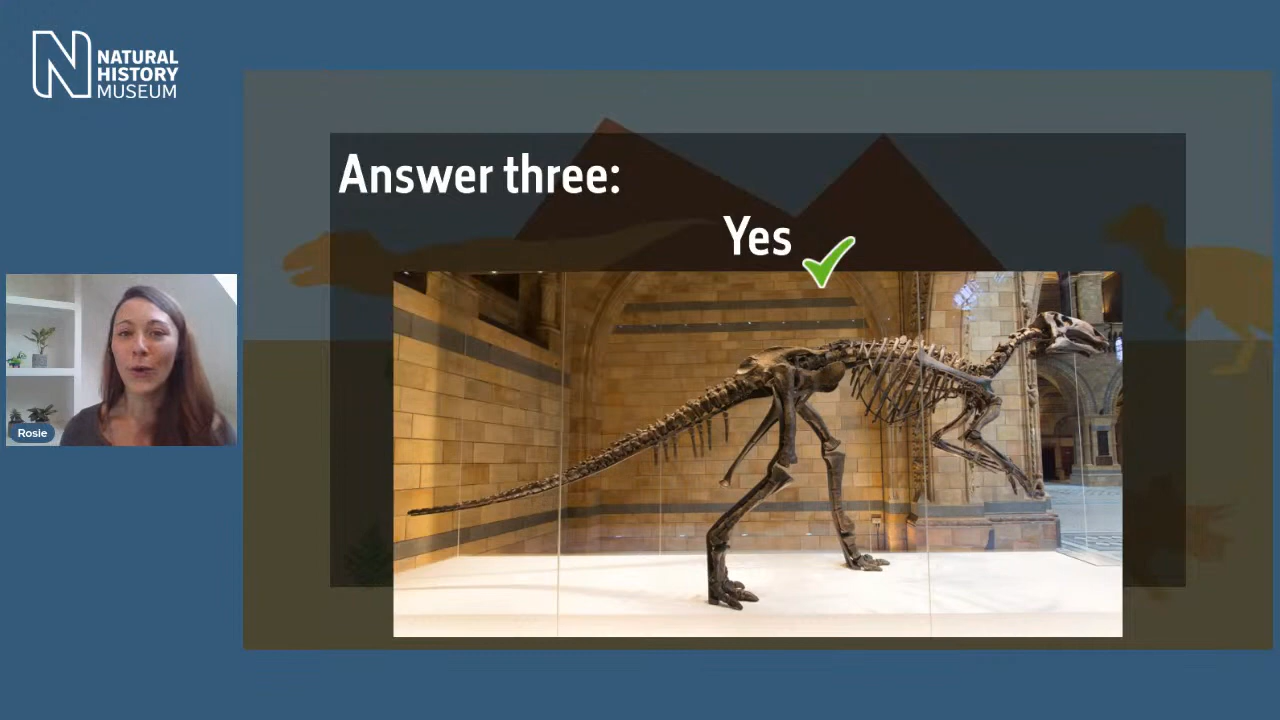 NATURAL
HISTORY
MUSEUM
Answer three:
Yes
Rosie